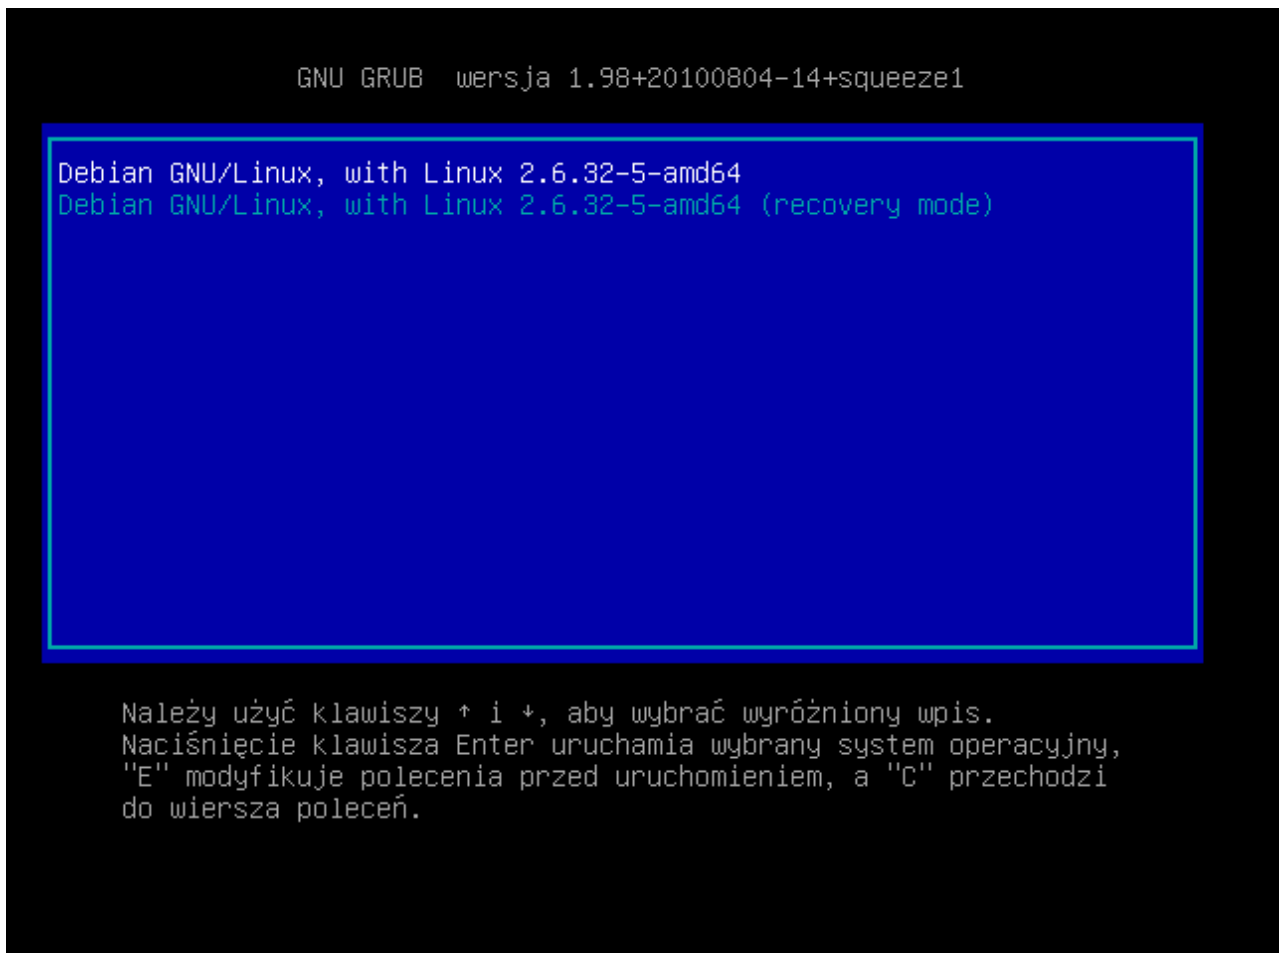 GNU GRUB  wersja 1.98+20100804-14+squeeze1
Debian GNU/Linux, with Linux 2.6.32-5-amd64
Debian GNU/Linux, with Linux 2.6.32-5-amd64 (recovery mode)
Należy użyć klawiszy ↑ i ↓, aby wybrać wyróżniony wpis.
Naciśnięcie klawisza Enter uruchamia wybrany system operacyjny,
"E" modyfikuje polecenia przed uruchomieniem, a "C" przechodzi
do wiersza poleceń.